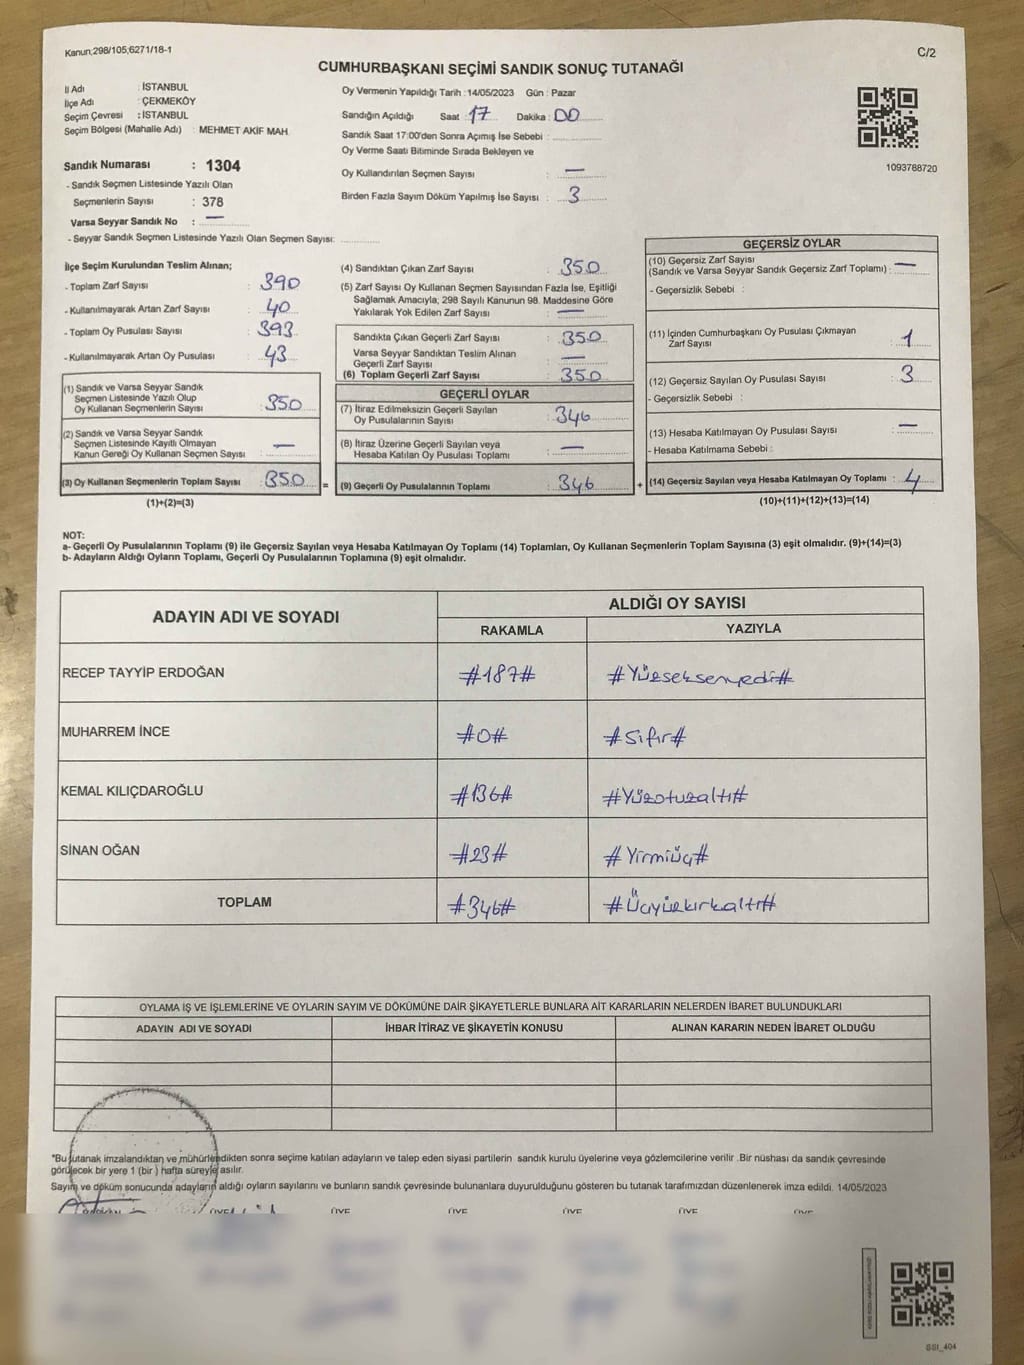 Kanun;298/105;6271/18-1
C/2
CUMHURBAŞKANI SEÇİMİ SANDIK SONUÇ TUTANAĞI
İl Adı : İSTANBUL
İlçe Adı : ÇEKMEKÖY
Seçim Çevresi : İSTANBUL
Seçim Bölgesi (Mahalle Adı) : MEHMET AKİF MAH.
Sandık Numarası : 1304
- Sandık Seçmen Listesinde Yazılı Olan
Seçmenlerin Sayısı : 378
Varsa Seyyar Sandık No : —
- Seyyar Sandık Seçmen Listesinde Yazılı Olan Seçmen Sayısı:
Oy Vermenin Yapıldığı Tarih :14/05/2023 Gün : Pazar
Sandığın Açıldığı Saat : 17 Dakika : 00
Sandık Saat 17:00'den Sonra Açımış İse Sebebi :
Oy Verme Saati Bitiminde Sırada Bekleyen ve
Oy Kullandırılan Seçmen Sayısı : —
Birden Fazla Sayım Döküm Yapılmış İse Sayısı : 3
1093788720
İlçe Seçim Kurulundan Teslim Alınan;
- Toplam Zarf Sayısı : 390
- Kullanılmayarak Artan Zarf Sayısı : 40
- Toplam Oy Pusulası Sayısı : 393
- Kullanılmayarak Artan Oy Pusulası : 43
(1) Sandık ve Varsa Seyyar Sandık
Seçmen Listesinde Yazılı Olup
Oy Kullanan Seçmenlerin Sayısı : 350
(2) Sandık ve Varsa Seyyar Sandık
Seçmen Listesinde Kayıtlı Olmayan
Kanun Gereği Oy Kullanan Seçmen Sayısı : —
(3) Oy Kullanan Seçmenlerin Toplam Sayısı : 350
(1)+(2)=(3)
(4) Sandıktan Çıkan Zarf Sayısı : 350
(5) Zarf Sayısı Oy Kullanan Seçmen Sayısından Fazla İse, Eşitliği
Sağlamak Amacıyla, 298 Sayılı Kanunun 98. Maddesine Göre
Yakılarak Yok Edilen Zarf Sayısı : —
Sandıkta Çıkan Geçerli Zarf Sayısı : 350
Varsa Seyyar Sandıktan Teslim Alınan
Geçerli Zarf Sayısı : —
(6) Toplam Geçerli Zarf Sayısı : 350
GEÇERLİ OYLAR
(7) İtiraz Edilmeksizin Geçerli Sayılan
Oy Pusulalarının Sayısı : 346
(8) İtiraz Üzerine Geçerli Sayılan veya
Hesaba Katılan Oy Pusulası Toplamı : —
= (9) Geçerli Oy Pusulalarının Toplamı : 346
GEÇERSİZ OYLAR
(10) Geçersiz Zarf Sayısı
(Sandık ve Varsa Seyyar Sandık Geçersiz Zarf Toplamı) : —
- Geçersizlik Sebebi :
(11) İçinden Cumhurbaşkanı Oy Pusulası Çıkmayan
Zarf Sayısı : 1
(12) Geçersiz Sayılan Oy Pusulası Sayısı : 3
- Geçersizlik Sebebi :
(13) Hesaba Katılmayan Oy Pusulası Sayısı : —
- Hesaba Katılmama Sebebi :
+ (14) Geçersiz Sayılan veya Hesaba Katılmayan Oy Toplamı : 4
(10)+(11)+(12)+(13)=(14)
NOT:
a- Geçerli Oy Pusulalarının Toplamı (9) ile Geçersiz Sayılan veya Hesaba Katılmayan Oy Toplamı (14) Toplamları, Oy Kullanan Seçmenlerin Toplam Sayısına (3) eşit olmalıdır. (9)+(14)=(3)
b- Adayların Aldığı Oyların Toplamı, Geçerli Oy Pusulalarının Toplamına (9) eşit olmalıdır.
ADAYIN ADI VE SOYADI
ALDIĞI OY SAYISI
RAKAMLA YAZIYLA
RECEP TAYYİP ERDOĞAN #187# #Yüzseksenyedi#
MUHARREM İNCE #0# #Sıfır#
KEMAL KILIÇDAROĞLU #136# #Yüzotuzaltı#
SİNAN OĞAN #23# #Yirmiüç#
TOPLAM #346# #Üçyüzkırkaltı#
OYLAMA İŞ VE İŞLEMLERİNE VE OYLARIN SAYIM VE DÖKÜMÜNE DAİR ŞİKAYETLERLE BUNLARA AİT KARARLARIN NELERDEN İBARET BULUNDUKLARI
ADAYIN ADI VE SOYADI İHBAR İTİRAZ VE ŞİKAYETİN KONUSU ALINAN KARARIN NEDEN İBARET OLDUĞU
*Bu tutanak imzalandıktan ve mühürlendikten sonra seçime katılan adayların ve talep eden siyasi partilerin sandık kurulu üyelerine veya gözlemcilerine verilir .Bir nüshası da sandık çevresinde
görülecek bir yere 1 (bir ) hafta süreyle asılır.
Sayım ve döküm sonucunda adayların aldığı oyların sayılarını ve bunların sandık çevresinde bulunanlara duyurulduğunu gösteren bu tutanak tarafımızdan düzenlenerek imza edildi. 14/05/2023
ÜYE ÜYE ÜYE ÜYE ÜYE ÜYE
SSI_404